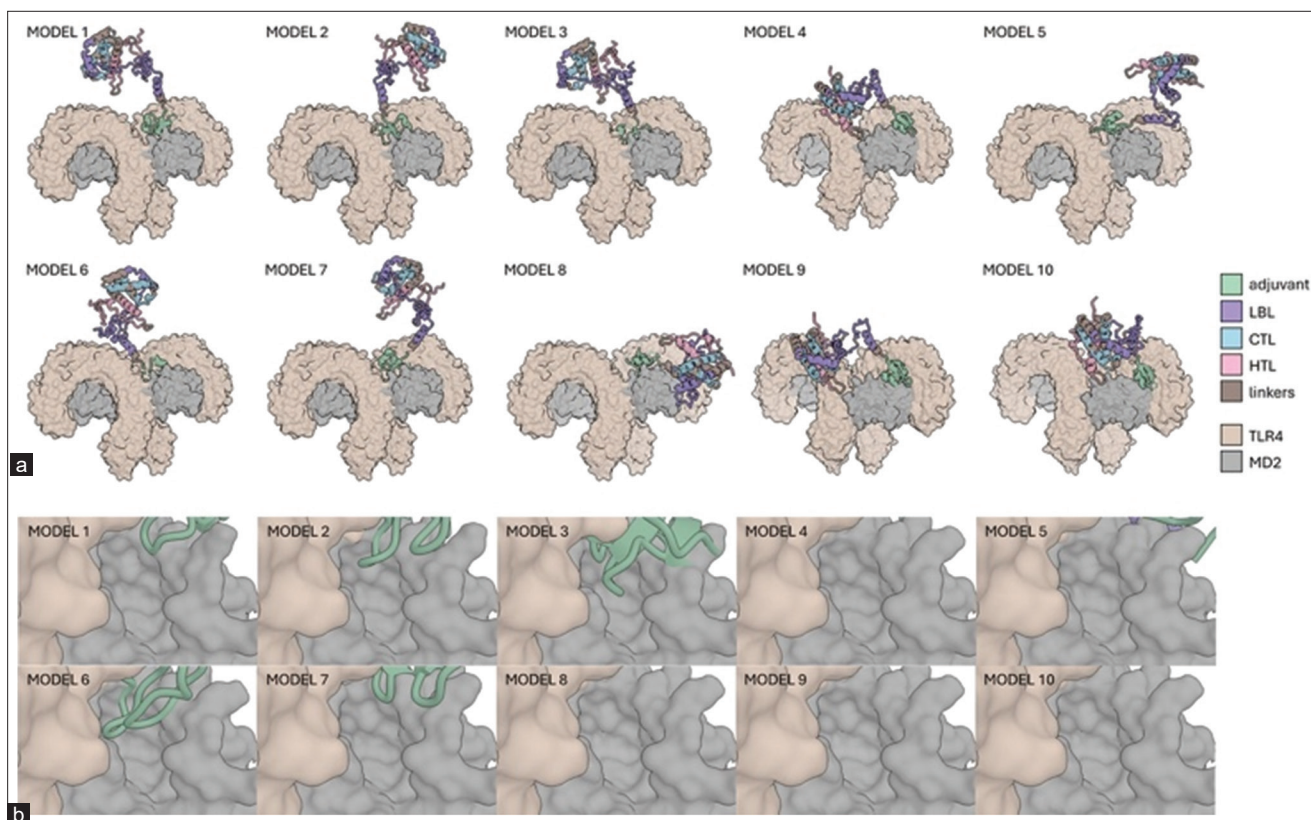 MODEL 1
MODEL 2
MODEL 3
MODEL 4
MODEL 5
MODEL 6
MODEL 7
MODEL 8
MODEL 9
MODEL 10
adjuvant
LBL
CTL
HTL
linkers
TLR4
MD2
a
MODEL 1
MODEL 2
MODEL 3
MODEL 4
MODEL 5
MODEL 6
MODEL 7
MODEL 8
MODEL 9
MODEL 10
b